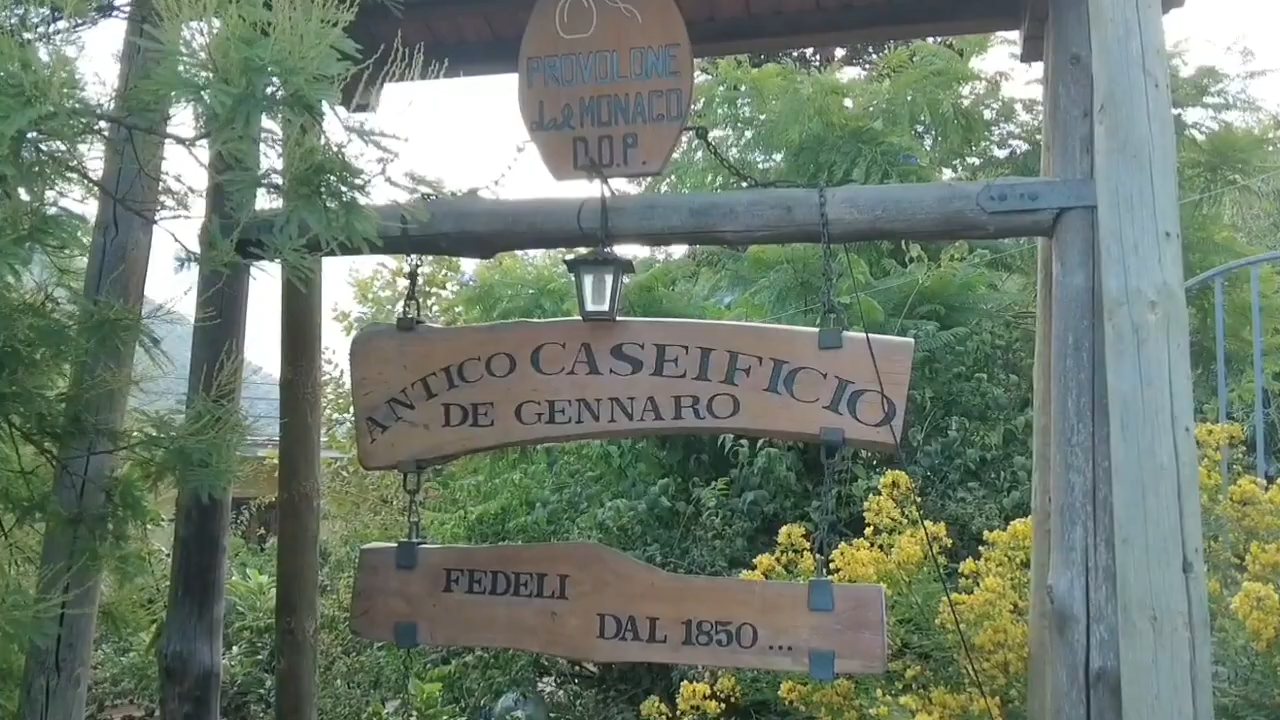 PROVOLONE
del MONACO
D.O.P.
ANTICO CASEIFICIO
DE GENNARO
FEDELI
DAL 1850...